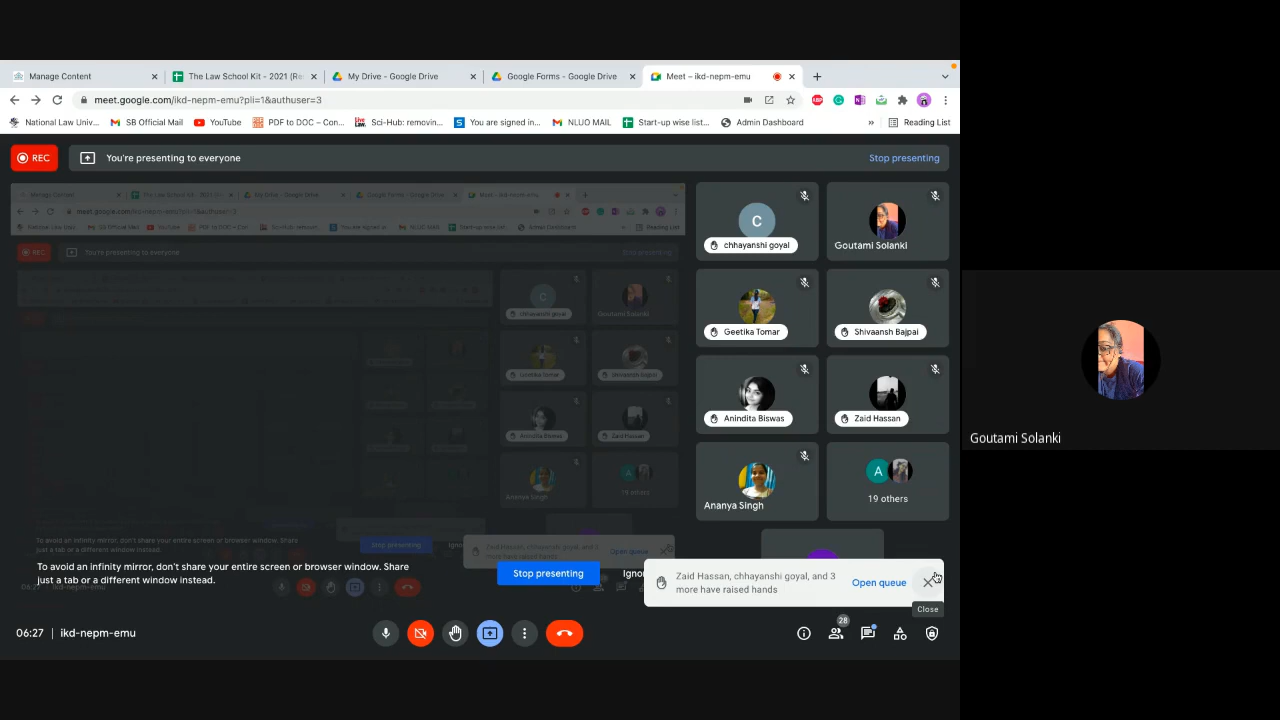 Manage Content
The Law School Kit - 2021 (Re
My Drive - Google Drive
Google Forms - Google Drive
Meet – ikd-nepm-emu
meet.google.com/ikd-nepm-emu?pli=1&authuser=3
National Law Univ...
SB Official Mail
YouTube
PDF to DOC – Con...
Sci-Hub: removin...
You are signed in...
NLUO MAIL
Start-up wise list...
Admin Dashboard
»
Reading List
REC
You're presenting to everyone
Stop presenting
C
chhayanshi goyal
Goutami Solanki
Geetika Tomar
Shivaansh Bajpai
Anindita Biswas
Zaid Hassan
Ananya Singh
A
19 others
Goutami Solanki
To avoid an infinity mirror, don't share your entire screen or browser window. Share
just a tab or a different window instead.
Stop presenting
Ignor
Zaid Hassan, chhayanshi goyal, and 3
more have raised hands
Open queue
Close
06:27 | ikd-nepm-emu
28